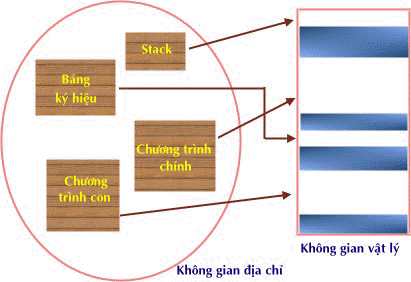 Stack
Bảng
ký hiệu
Chương trình
chính
Chương
trình con
Không gian địa chỉ
Không gian vật lý